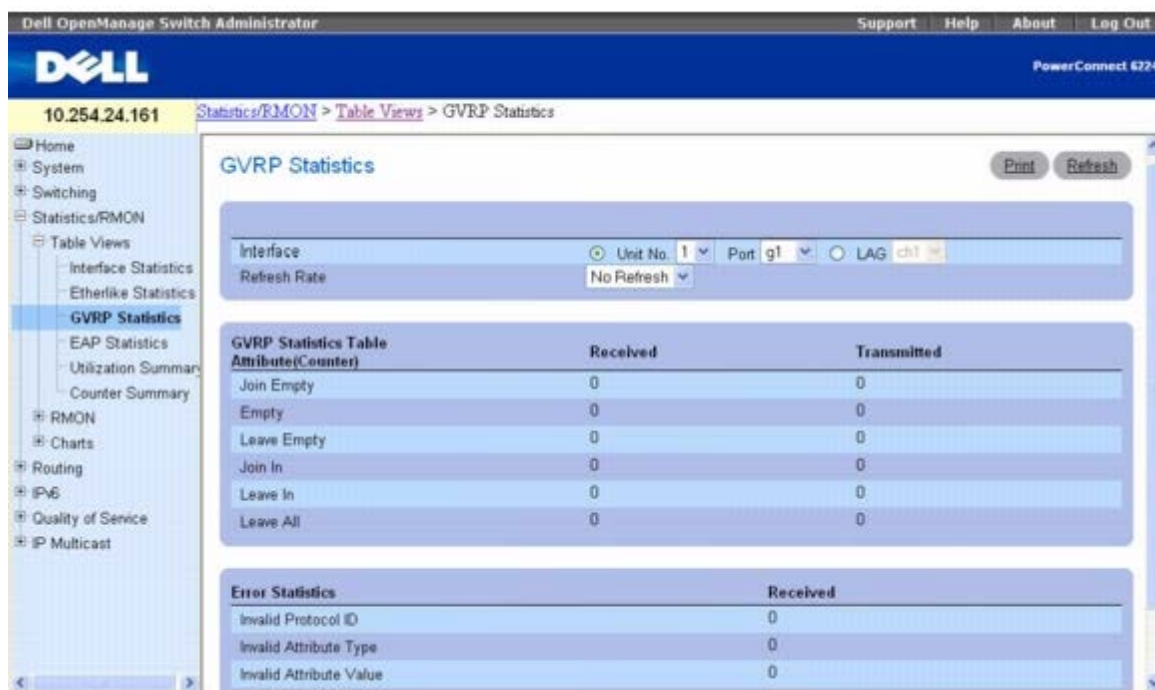 Dell OpenManage Switch Administrator
Support Help About Log Out
DELL
PowerConnect 6224
10.254.24.161
Statistics/RMON > Table Views > GVRP Statistics
Home
System
Switching
Statistics/RMON
Table Views
Interface Statistics
Etherlike Statistics
GVRP Statistics
EAP Statistics
Utilization Summary
Counter Summary
RMON
Charts
Routing
IPv6
Quality of Service
IP Multicast
GVRP Statistics
Print Refresh
Interface Unit No. 1 Port g1 LAG ch1
Refresh Rate No Refresh
GVRP Statistics Table
Attribute(Counter) Received Transmitted
Join Empty 0 0
Empty 0 0
Leave Empty 0 0
Join In 0 0
Leave In 0 0
Leave All 0 0
Error Statistics Received
Invalid Protocol ID 0
Invalid Attribute Type 0
Invalid Attribute Value 0